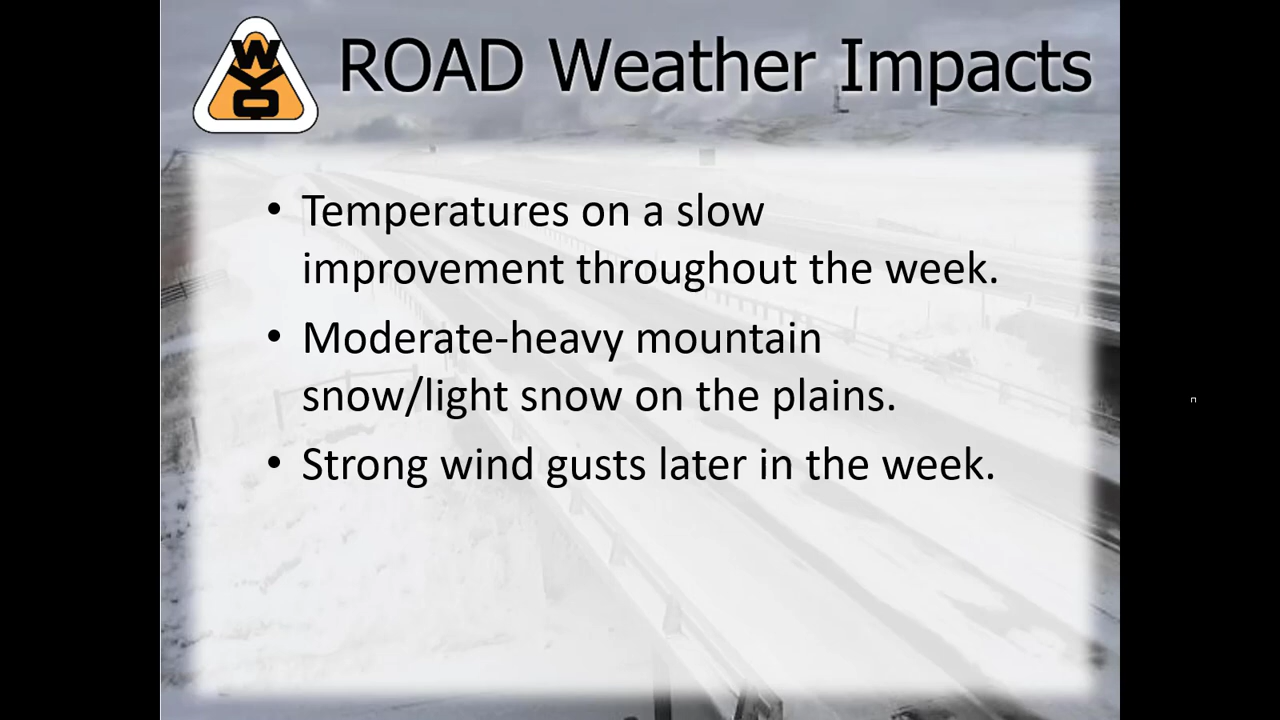 WYO
ROAD Weather Impacts
• Temperatures on a slow
improvement throughout the week.
• Moderate-heavy mountain
snow/light snow on the plains.
• Strong wind gusts later in the week.